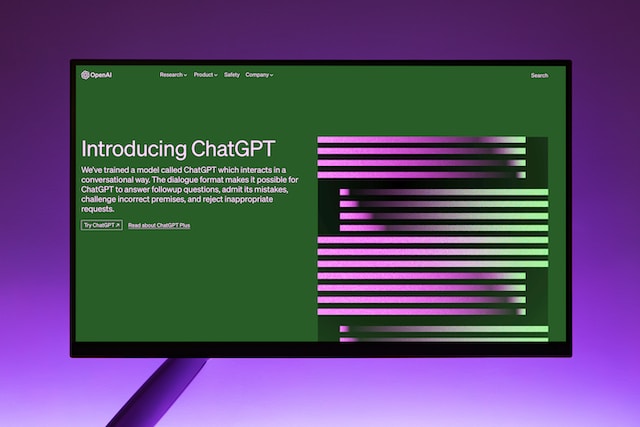 OpenAI
Research Product Safety Company
Search
Introducing ChatGPT
We've trained a model called ChatGPT which interacts in a
conversational way. The dialogue format makes it possible for
ChatGPT to answer followup questions, admit its mistakes,
challenge incorrect premises, and reject inappropriate
requests.
Try ChatGPT ↗
Read about ChatGPT Plus